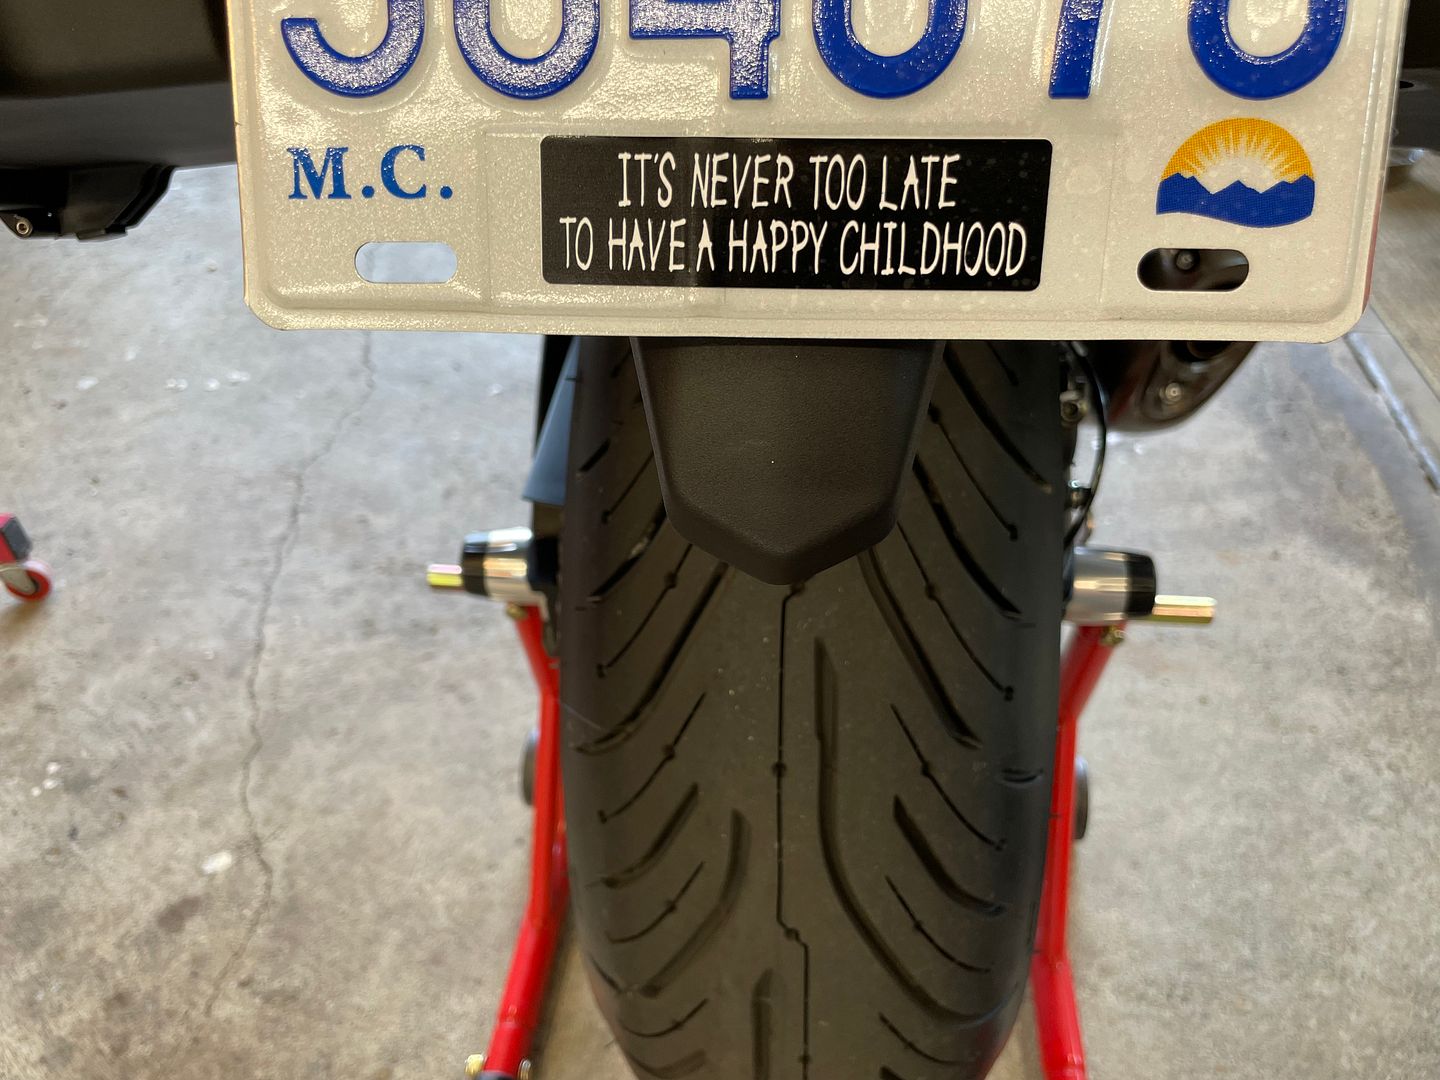 M.C.
IT'S NEVER TOO LATE
TO HAVE A HAPPY CHILDHOOD